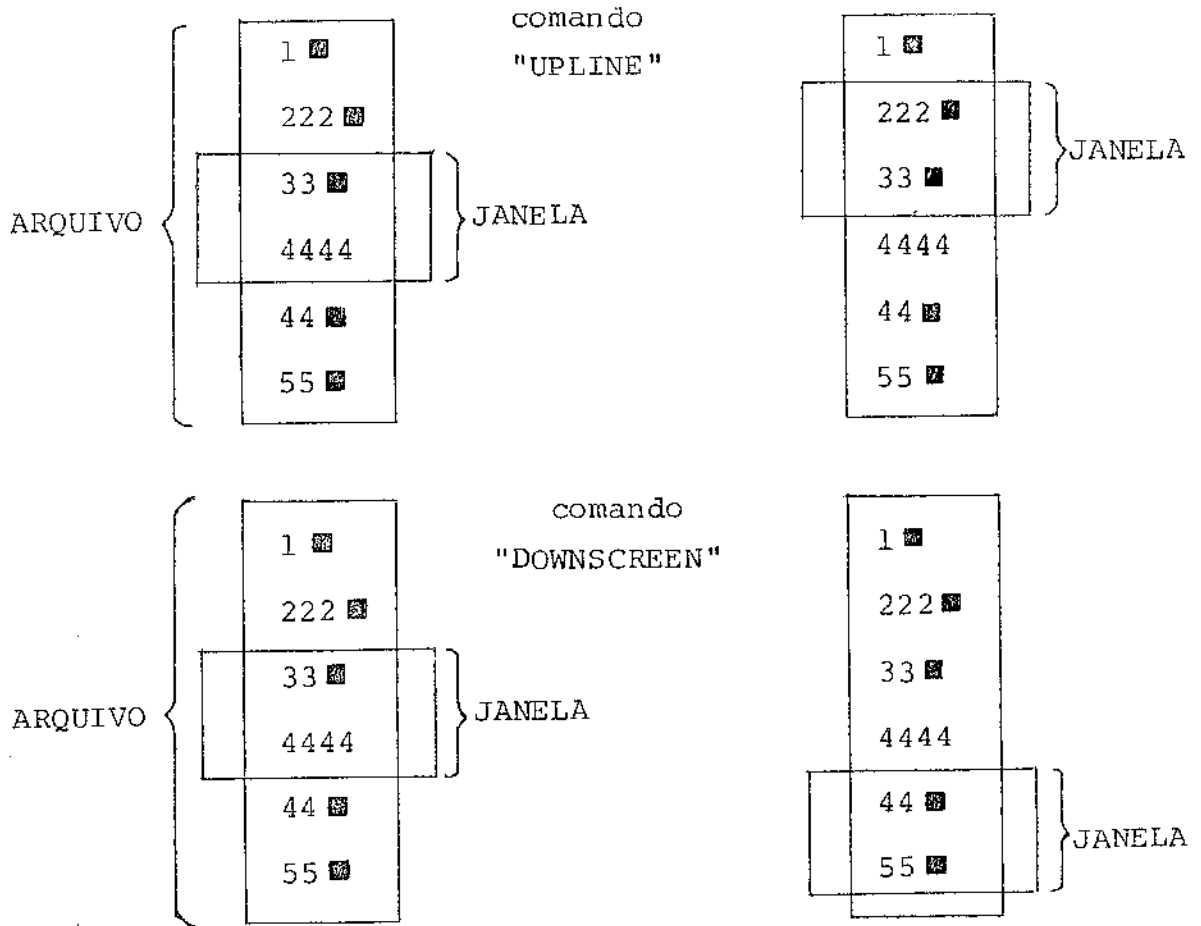 comando
"UPLINE"
ARQUIVO
1 ■
222 ■
33 ■
4444
44 ■
55 ■
JANELA
1 ■
222 ■
33 ■
4444
44 ■
55 ■
JANELA
comando
"DOWNSCREEN"
ARQUIVO
1 ■
222 ■
33 ■
4444
44 ■
55 ■
JANELA
1 ■
222 ■
33 ■
4444
44 ■
55 ■
JANELA